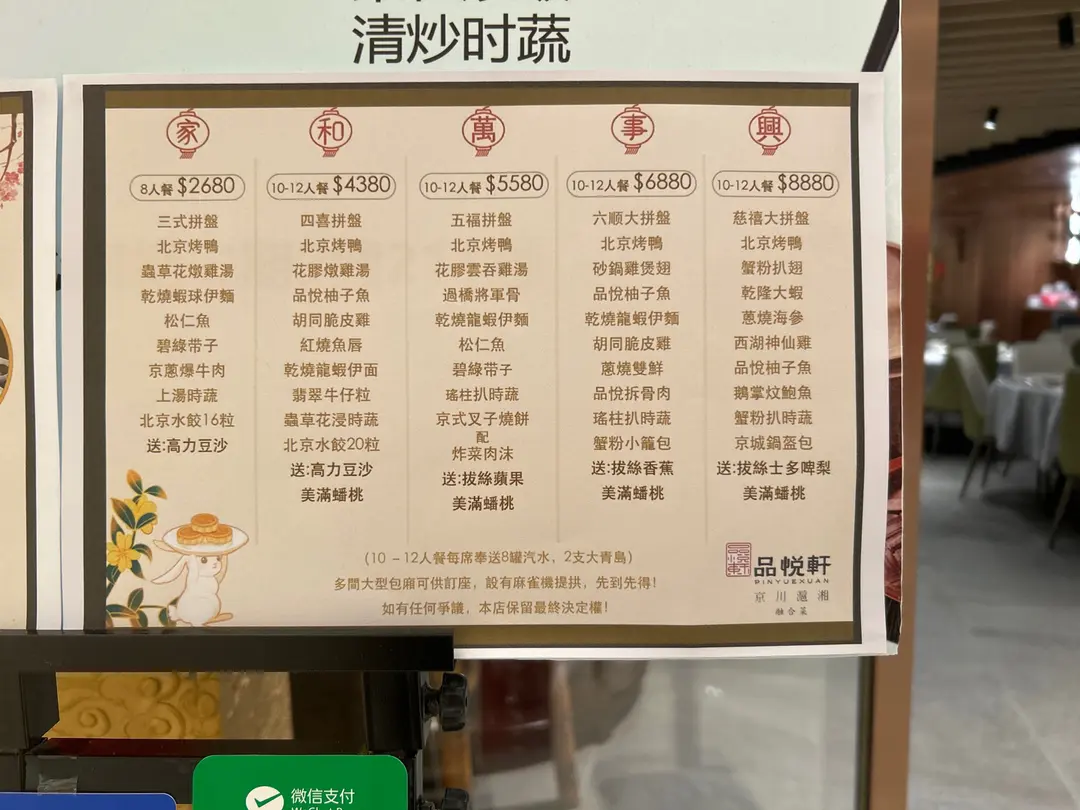 清炒时蔬
家
8人餐 $2680
三式拼盤
北京烤鴨
蟲草花燉雞湯
乾燒蝦球伊麵
松仁魚
碧綠带子
京蔥爆牛肉
上湯時蔬
北京水餃16粒
送:高力豆沙
和
10-12人餐 $4380
四喜拼盤
北京烤鴨
花膠燉雞湯
品悅柚子魚
胡同脆皮雞
紅燒魚唇
乾燒龍蝦伊面
翡翠牛仔粒
蟲草花浸時蔬
北京水餃20粒
送:高力豆沙
美滿蟠桃
萬
10-12人餐 $5580
五福拼盤
北京烤鴨
花膠雲吞雞湯
過橋將軍骨
乾燒龍蝦伊麵
松仁魚
碧綠带子
瑤柱扒時蔬
京式叉子燒餅
配
炸菜肉沫
送:拔絲蘋果
美滿蟠桃
事
10-12人餐 $6880
六顺大拼盤
北京烤鴨
砂鍋雞煲翅
品悅柚子魚
乾燒龍蝦伊麵
胡同脆皮雞
蔥燒雙鮮
品悅拆骨肉
瑤柱扒時蔬
蟹粉小籠包
送:拔絲香蕉
美滿蟠桃
興
10-12人餐 $8880
慈禧大拼盤
北京烤鴨
蟹粉扒翅
乾隆大蝦
蔥燒海參
西湖神仙雞
品悅柚子魚
鵝掌炆鮑魚
蟹粉扒時蔬
京城鍋盔包
送:拔絲士多啤梨
美滿蟠桃
(10 – 12人餐每席奉送8罐汽水，2支大青島)
多間大型包廂可供訂座，設有麻雀機提拱，先到先得!
如有任何爭議，本店保留最終決定權!
品悦軒
PINYUEXUAN
京川滬湘
融合菜
微信支付